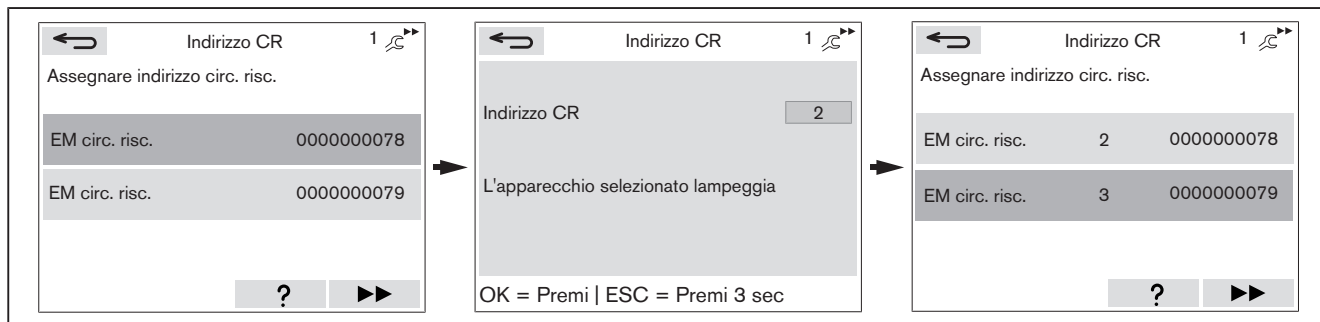 Indirizzo CR 1
Assegnare indirizzo circ. risc.
EM circ. risc. 0000000078
EM circ. risc. 0000000079
?
Indirizzo CR 1
Indirizzo CR 2
L'apparecchio selezionato lampeggia
OK = Premi | ESC = Premi 3 sec
Indirizzo CR 1
Assegnare indirizzo circ. risc.
EM circ. risc. 2 0000000078
EM circ. risc. 3 0000000079
?